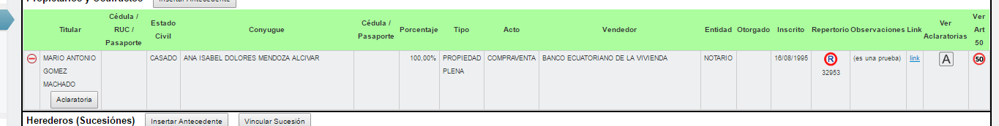 Propietarios y Usufructos Insertar Antecedente
Titular Cédula / RUC / Pasaporte Estado Civil Conyugue Cédula / Pasaporte Porcentaje Tipo Acto Vendedor Entidad Otorgado Inscrito Repertorio Observaciones Link Ver Aclaratorias Ver Art 50
MARIO ANTONIO CASADO ANA ISABEL DOLORES MENDOZA ALCIVAR 100,00% PROPIEDAD COMPRAVENTA BANCO ECUATORIANO DE LA VIVIENDA NOTARIO 16/08/1995 R (es una prueba) link A 50
GOMEZ PLENA 32953
MACHADO
Aclaratoria
Herederos (Sucesiónes) Insertar Antecedente Vincular Sucesión